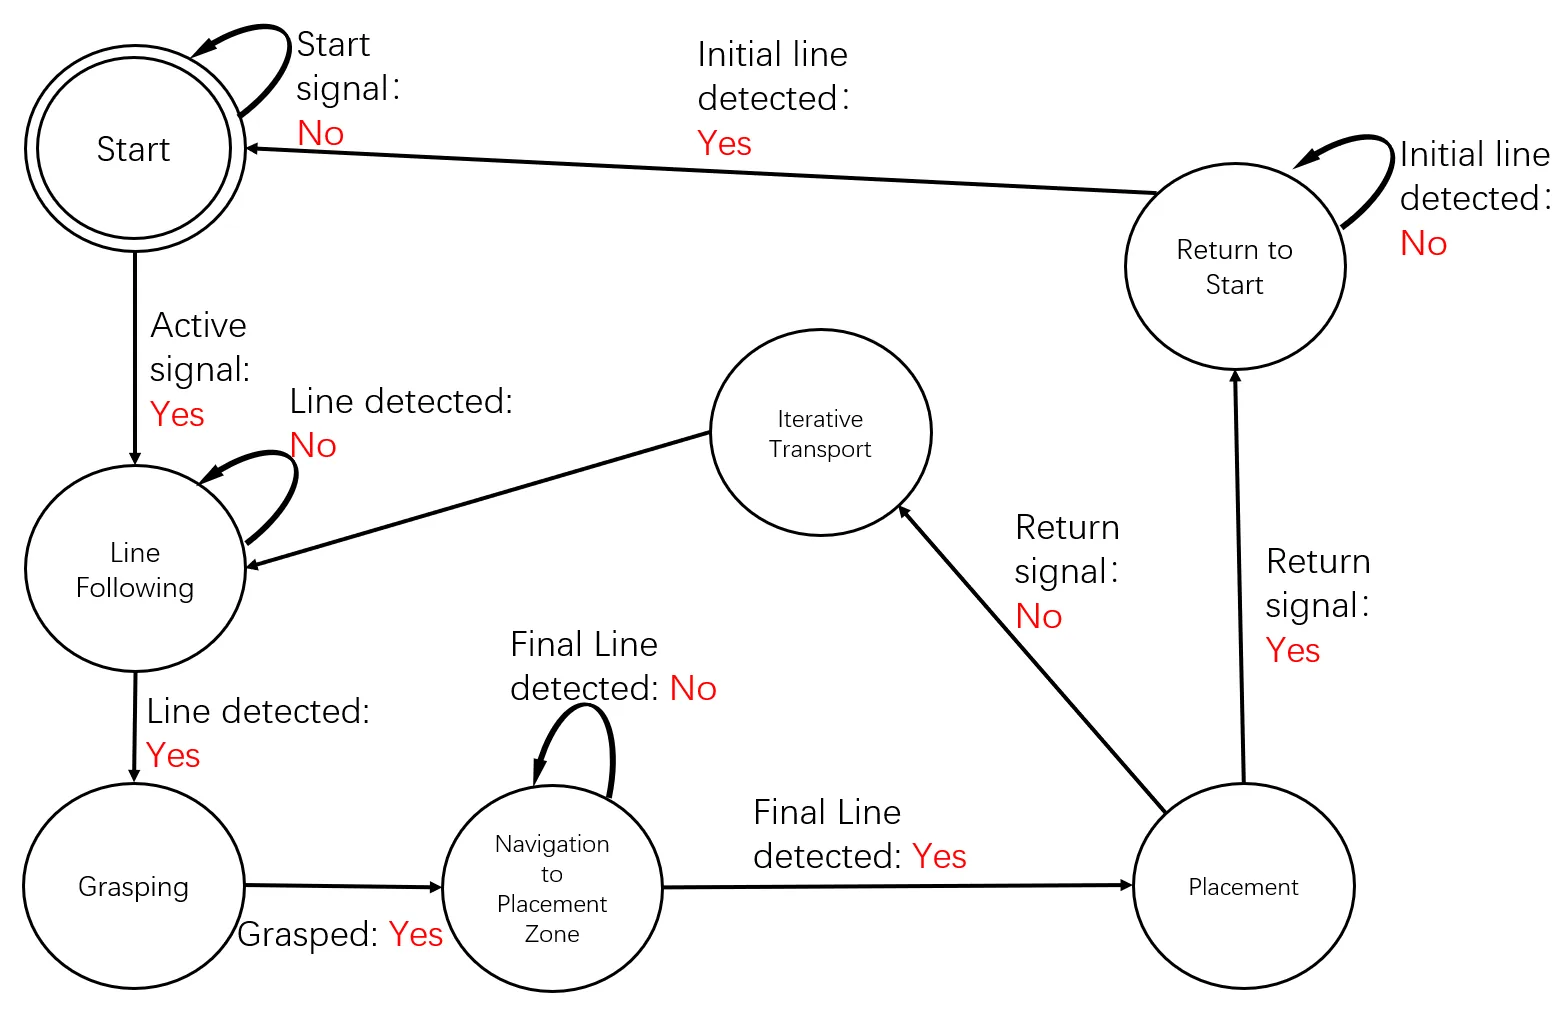 Start
signal:
No
Start
Initial line
detected:
Yes
Initial line
detected:
No
Return to
Start
Active
signal:
Yes
Line detected:
No
Iterative
Transport
Line
Following
Return
signal:
No
Return
signal:
Yes
Final Line
detected: No
Line detected:
Yes
Final Line
detected: Yes
Grasping
Grasped: Yes
Navigation
to
Placement
Zone
Placement